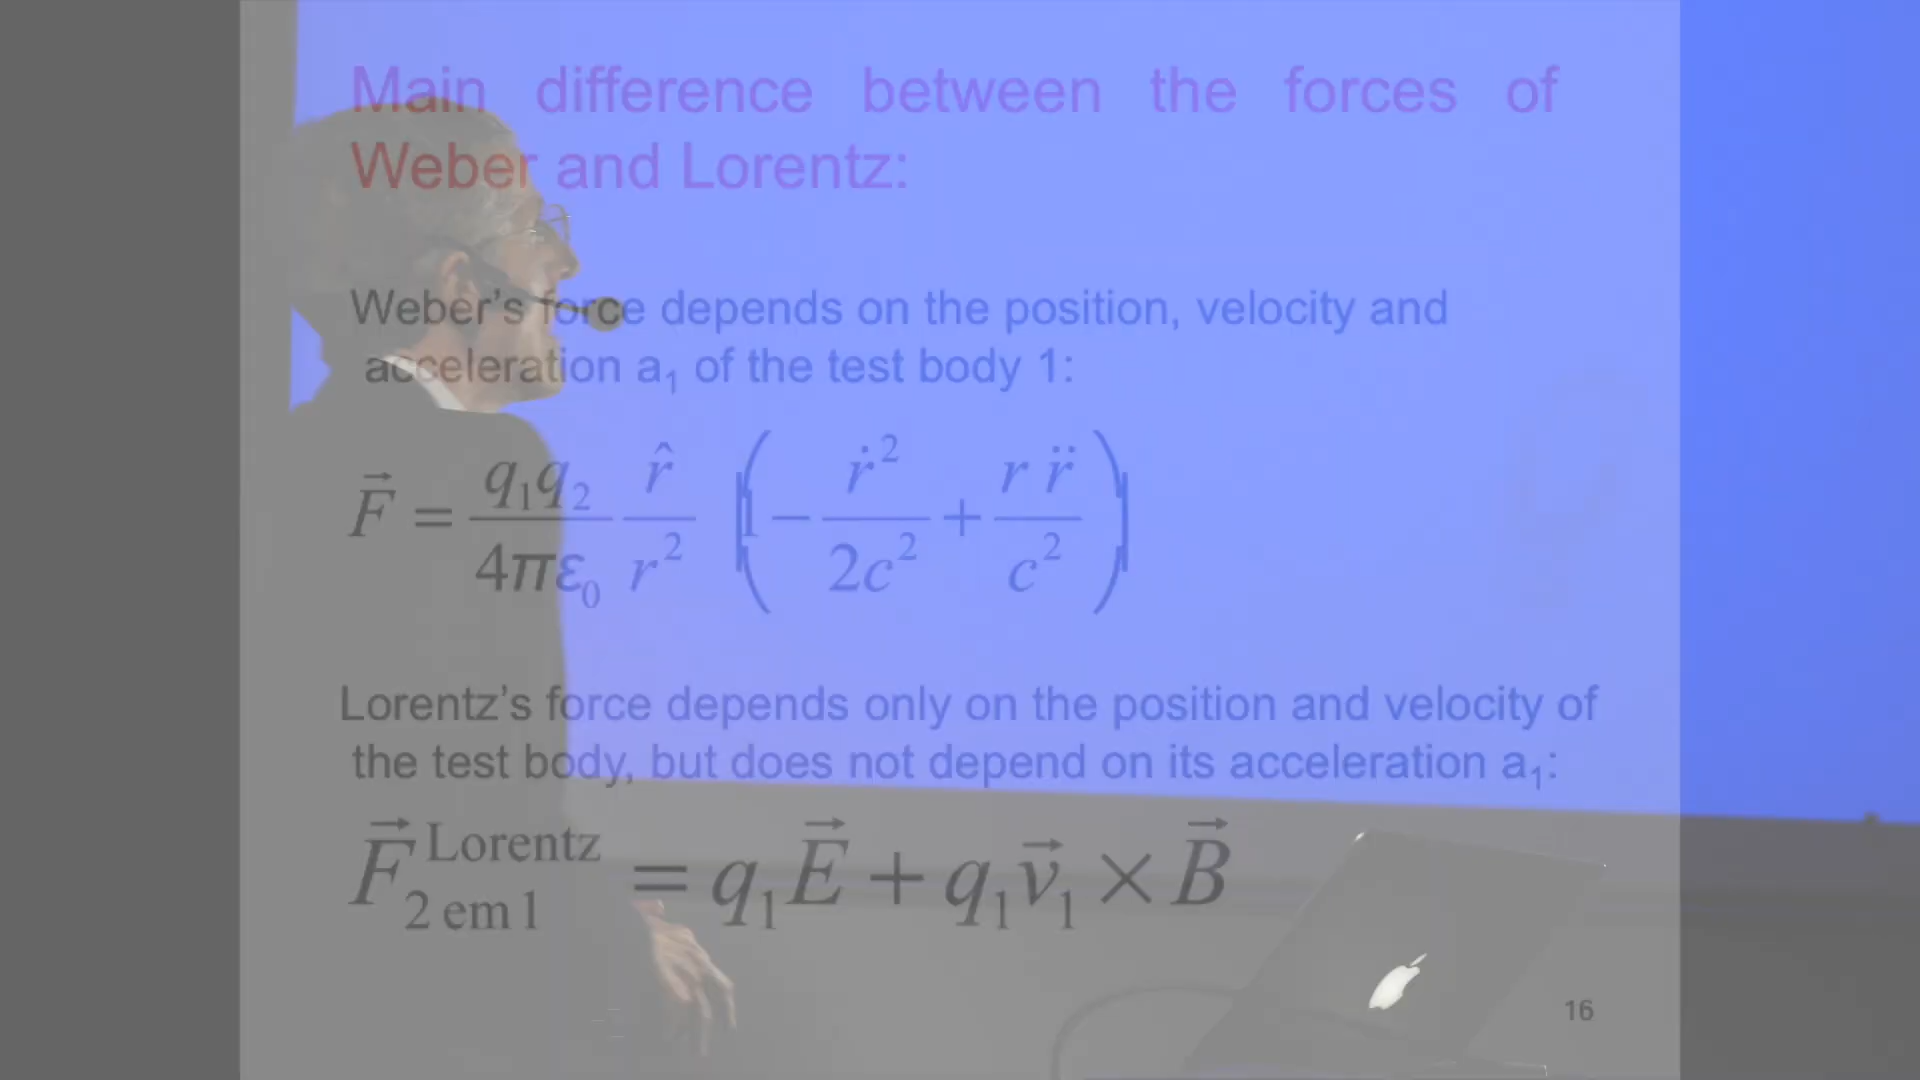 Main difference between the forces of
Weber and Lorentz:
Weber's force depends on the position, velocity and
acceleration a₁ of the test body 1:
F⃗ = q₁q₂/4πε₀ r̂/r² (1 − ṙ²/2c² + r r̈/c²)
Lorentz's force depends only on the position and velocity of
the test body, but does not depend on its acceleration a₁:
F⃗ Lorentz 2 em 1 = q₁E⃗ + q₁v⃗₁ × B⃗
16